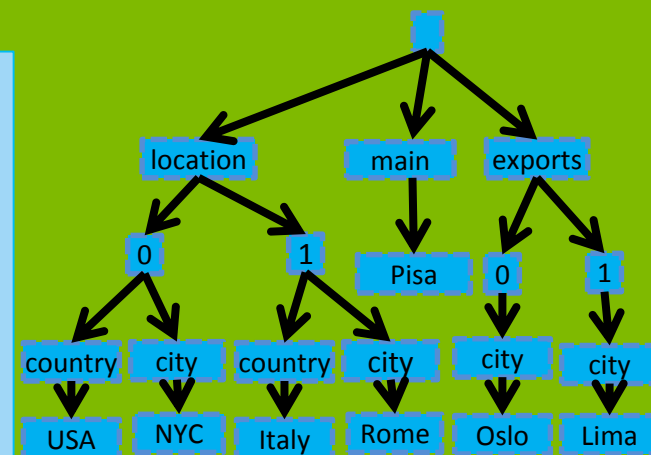 location main exports
0 1 Pisa 0 1
country city country city city city
USA NYC Italy Rome Oslo Lima